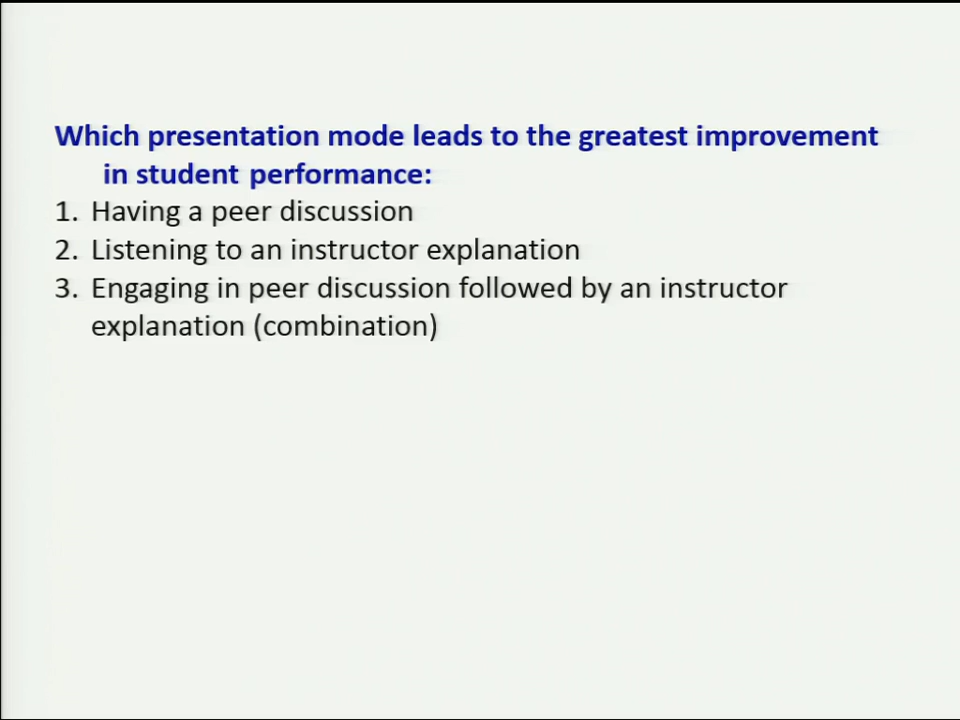 Which presentation mode leads to the greatest improvement
in student performance:
1. Having a peer discussion
2. Listening to an instructor explanation
3. Engaging in peer discussion followed by an instructor
explanation (combination)